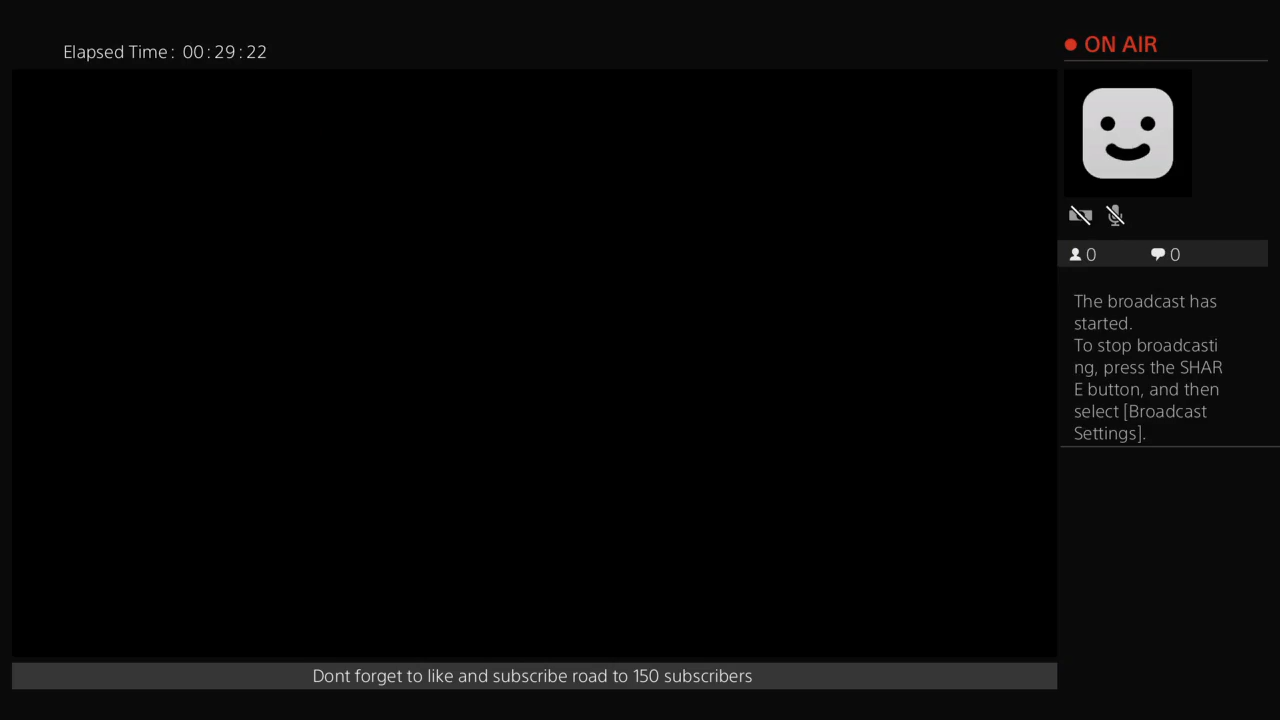 Elapsed Time: 00:29:22
ON AIR
0 0
The broadcast has
started.
To stop broadcasti
ng, press the SHAR
E button, and then
select [Broadcast
Settings].
Dont forget to like and subscribe road to 150 subscribers